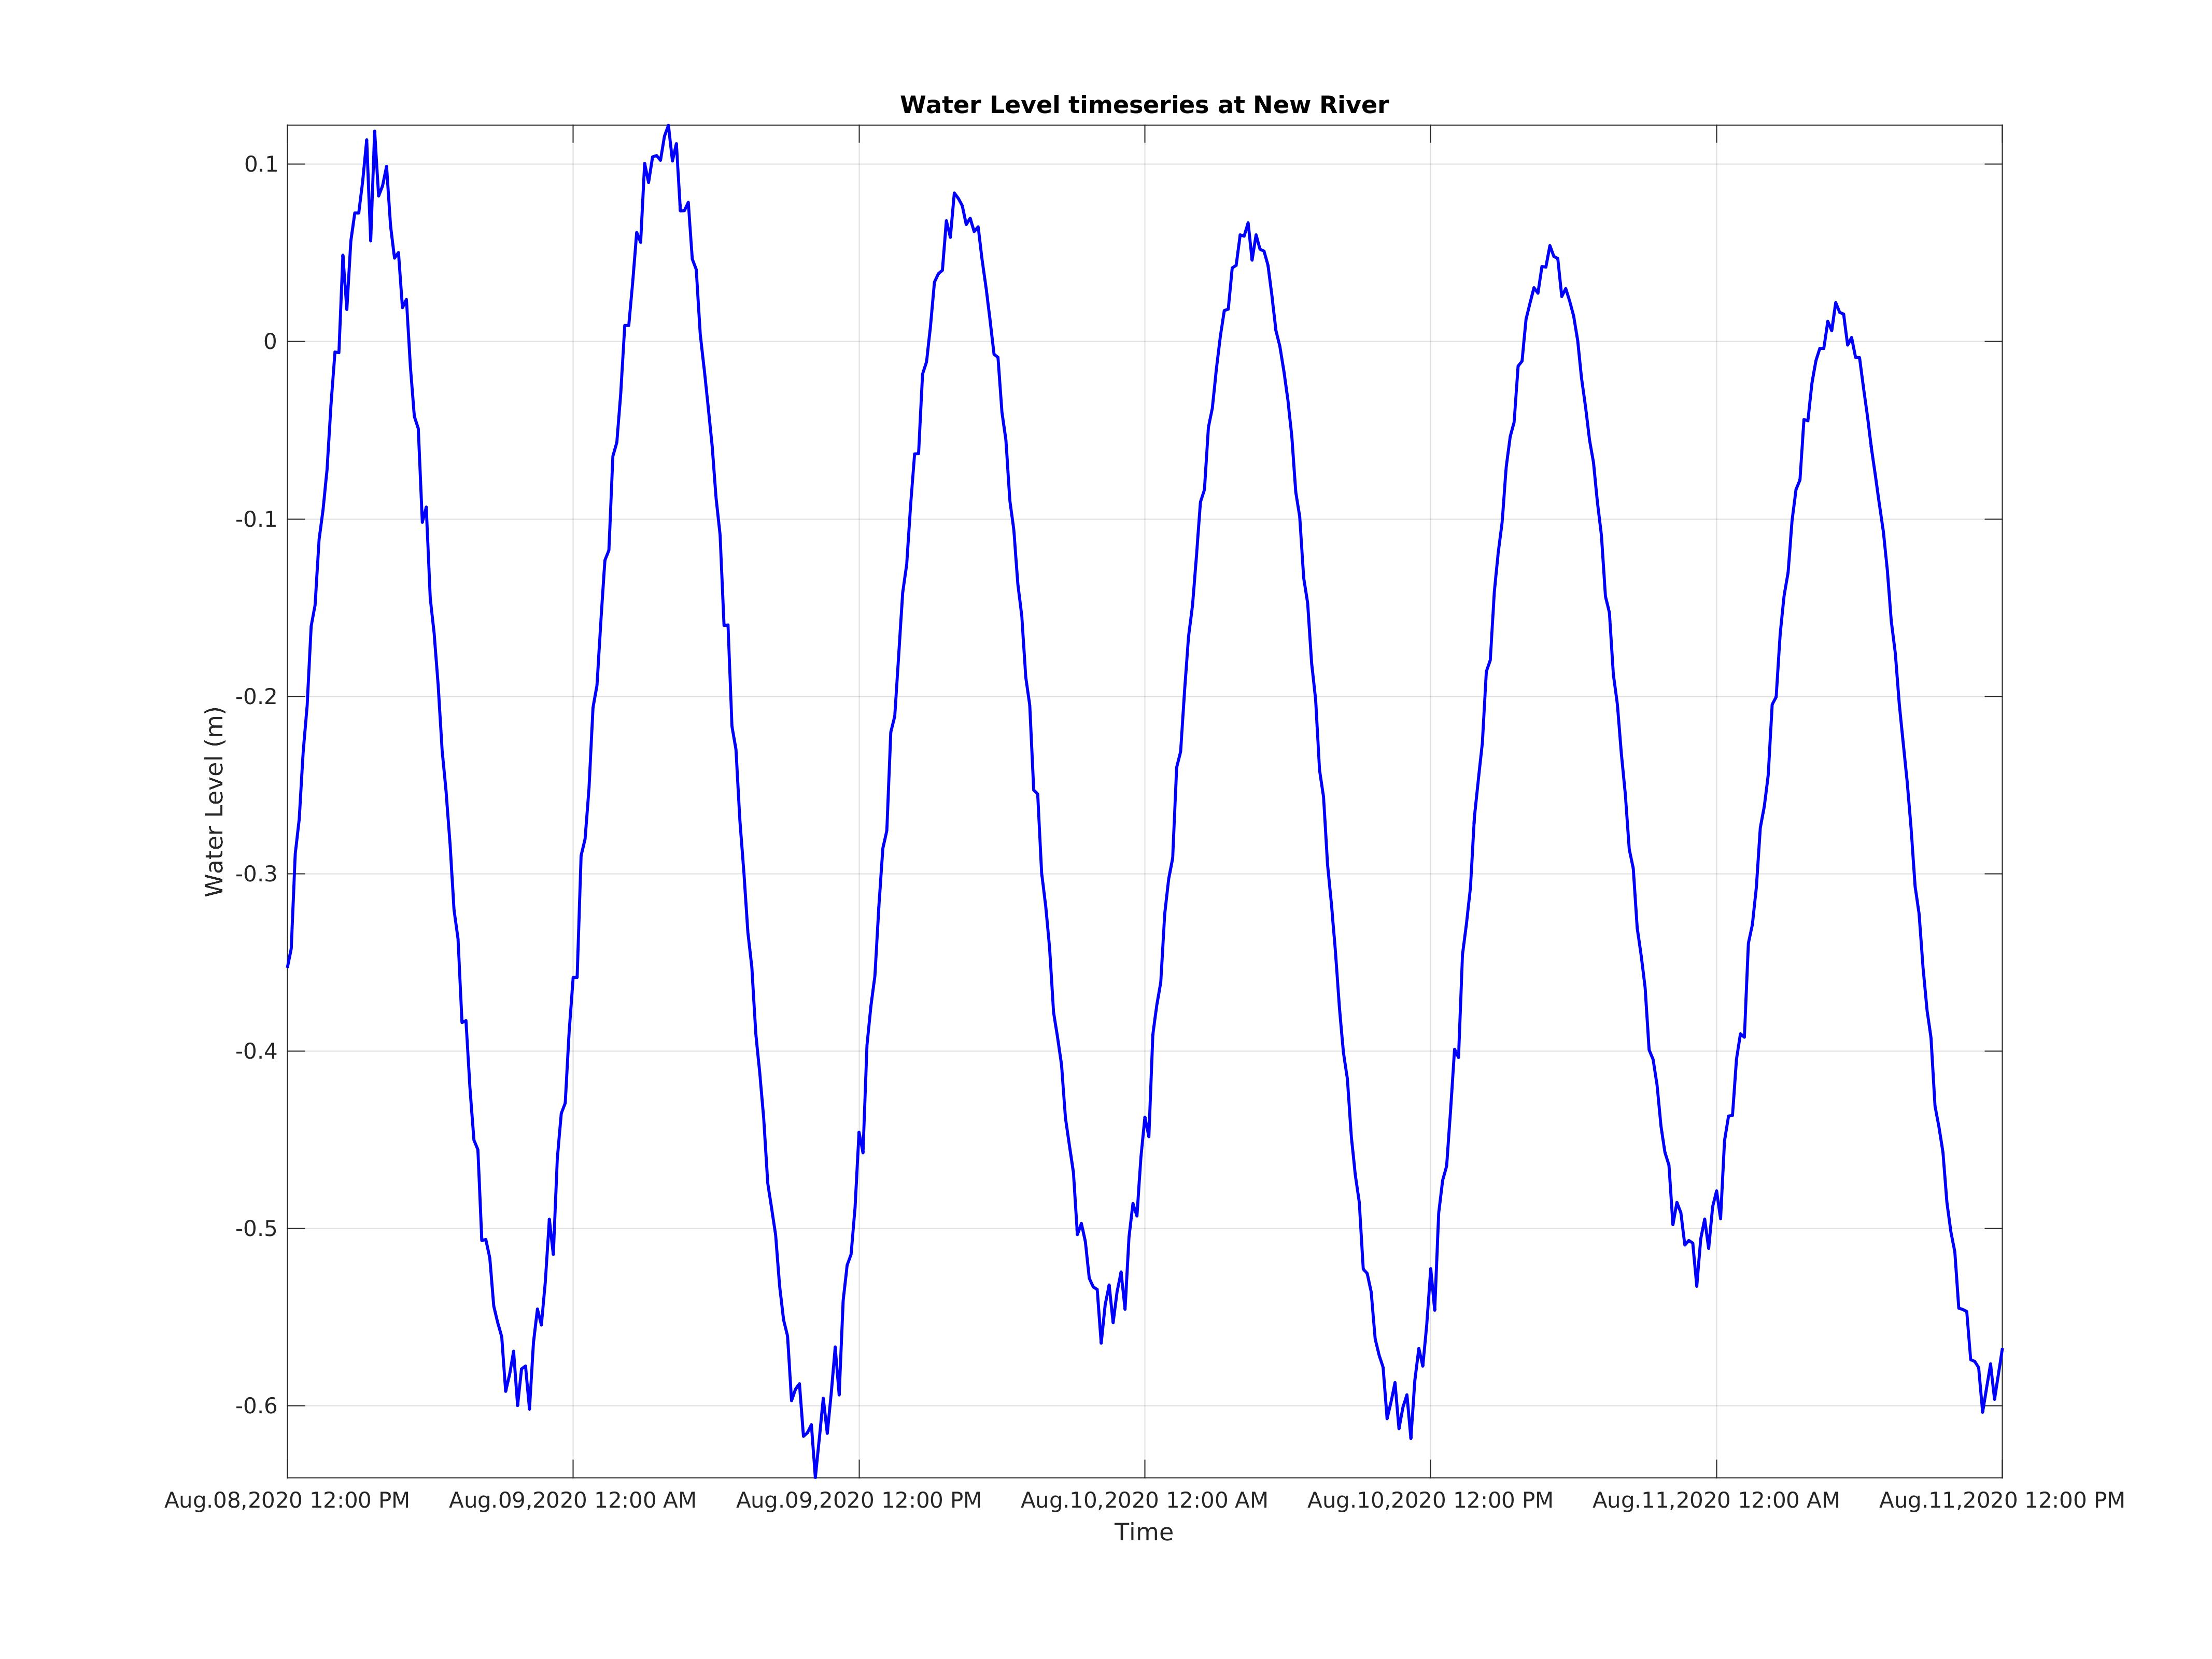 Water Level timeseries at New River
Water Level (m)
0.1
0
-0.1
-0.2
-0.3
-0.4
-0.5
-0.6
Aug.08,2020 12:00 PM Aug.09,2020 12:00 AM Aug.09,2020 12:00 PM Aug.10,2020 12:00 AM Aug.10,2020 12:00 PM Aug.11,2020 12:00 AM Aug.11,2020 12:00 PM
Time